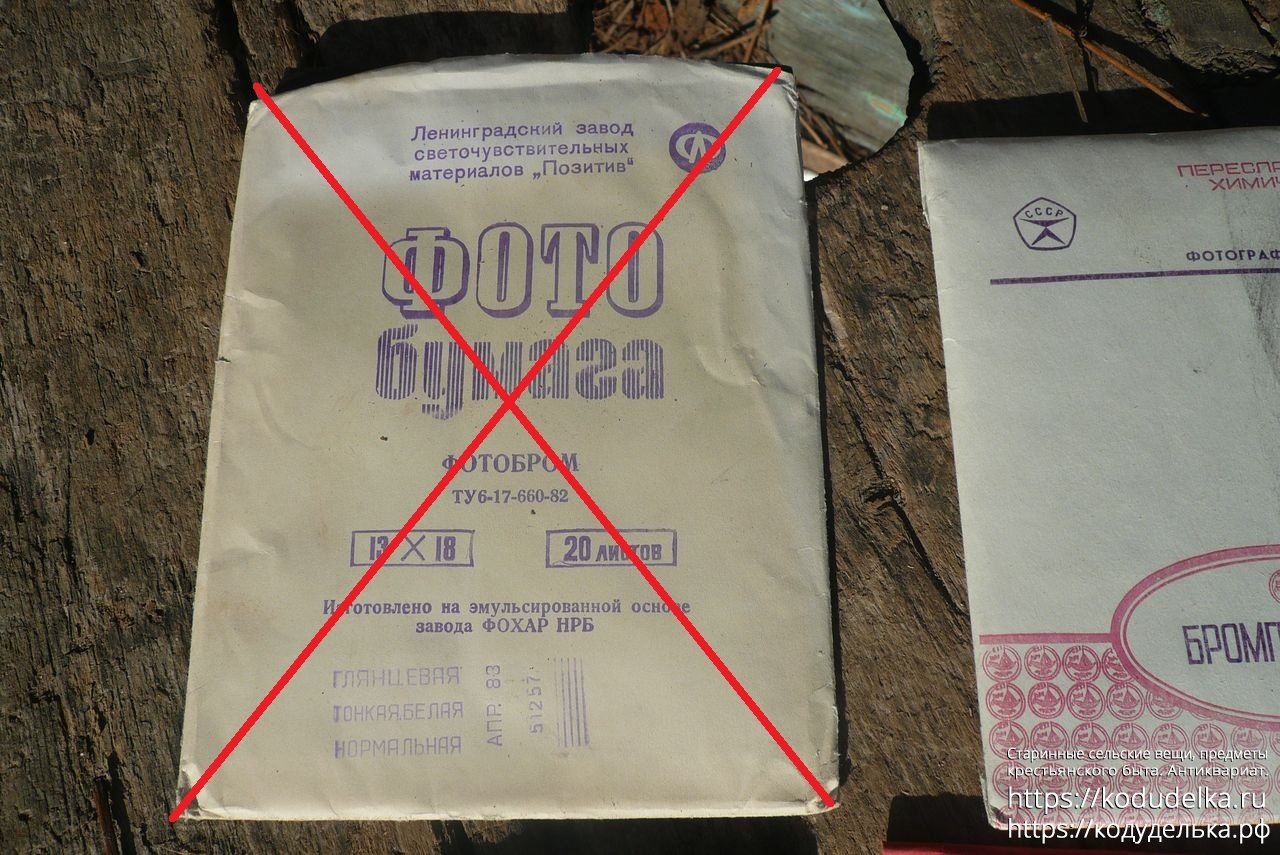 Ленинградский завод
светочувствительных
материалов „Позитив"
ФОТО
бумага
ФОТОБРОМ
ТУ6-17-660-82
13 X 18
20 листов
Изготовлено на эмульсированной основе
завода ФОХАР НРБ
ГЛЯНЦЕВАЯ
ТОНКАЯ.БЕЛАЯ
НОРМАЛЬНАЯ
АПР. 83
51257
ПЕРЕСЛ
ХИМИ
СССР
ФОТОГРАФ
БРОМП
Старинные сельские вещи, предметы
крестьянского быта. Антиквариат.
https://kodudelka.ru
https://кодуделька.рф